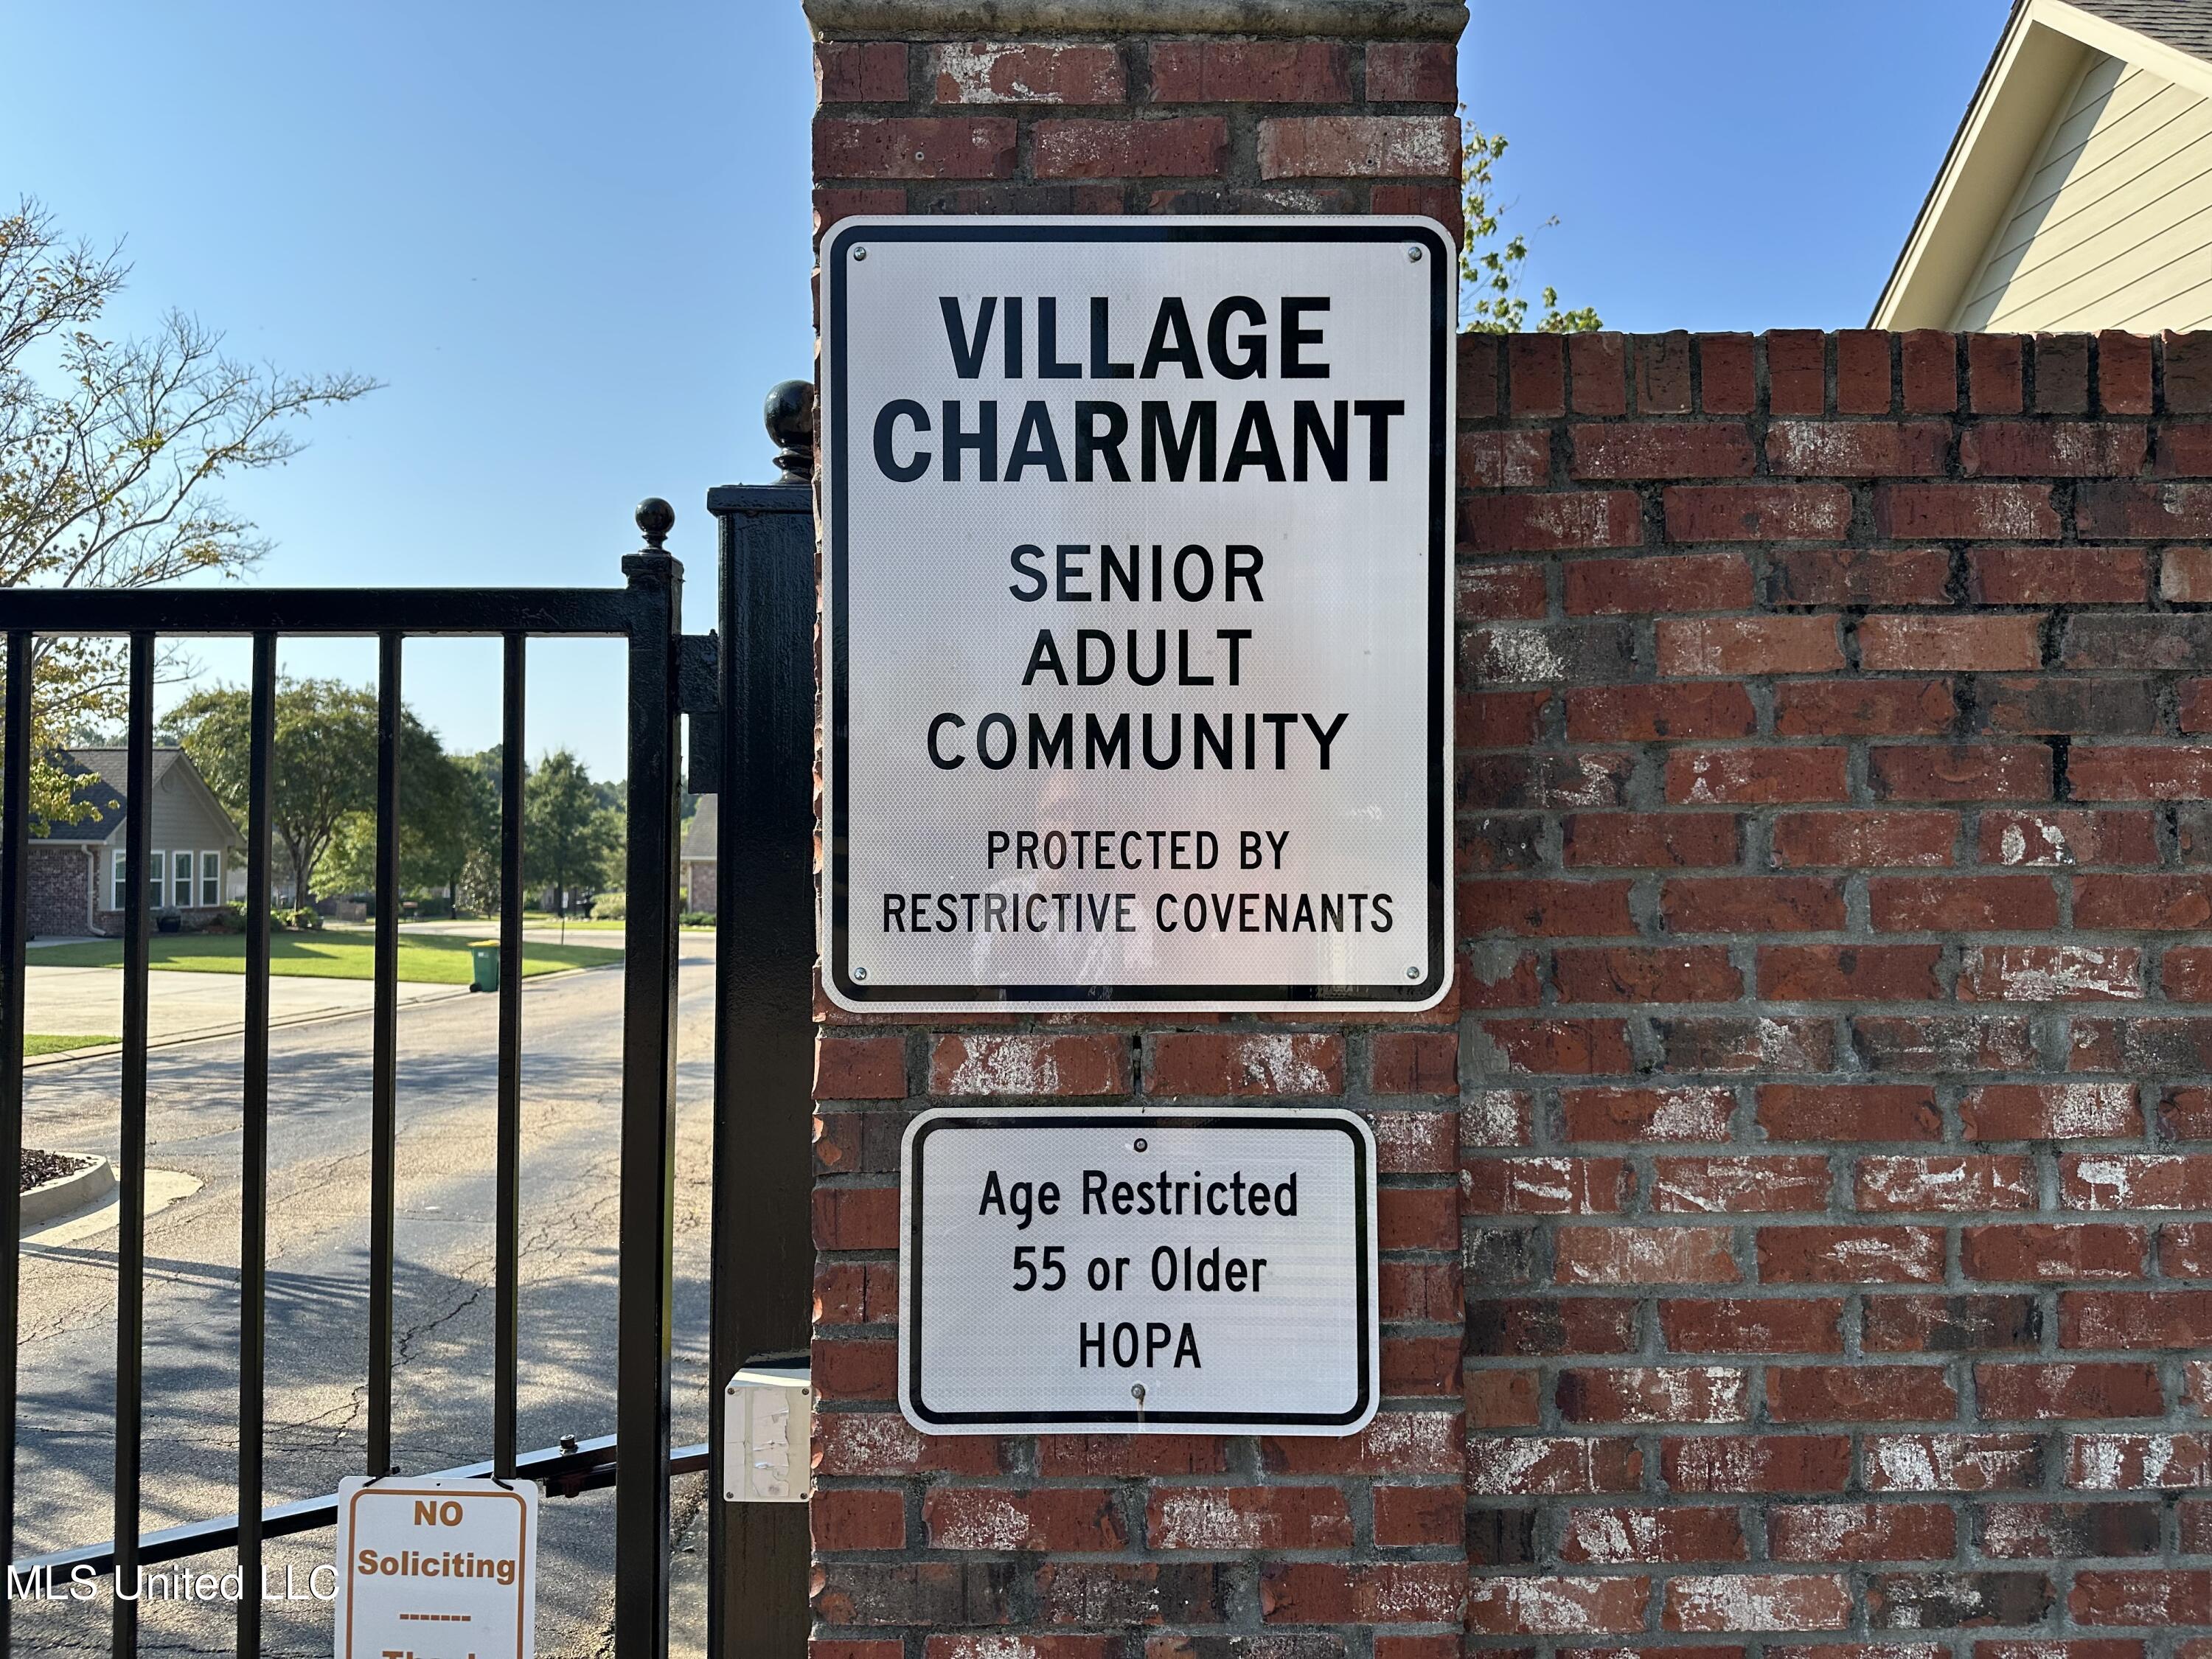 VILLAGE
CHARMANT
SENIOR
ADULT
COMMUNITY
PROTECTED BY
RESTRICTIVE COVENANTS
Age Restricted
55 or Older
HOPA
NO
Soliciting
-------
MLS United LLC